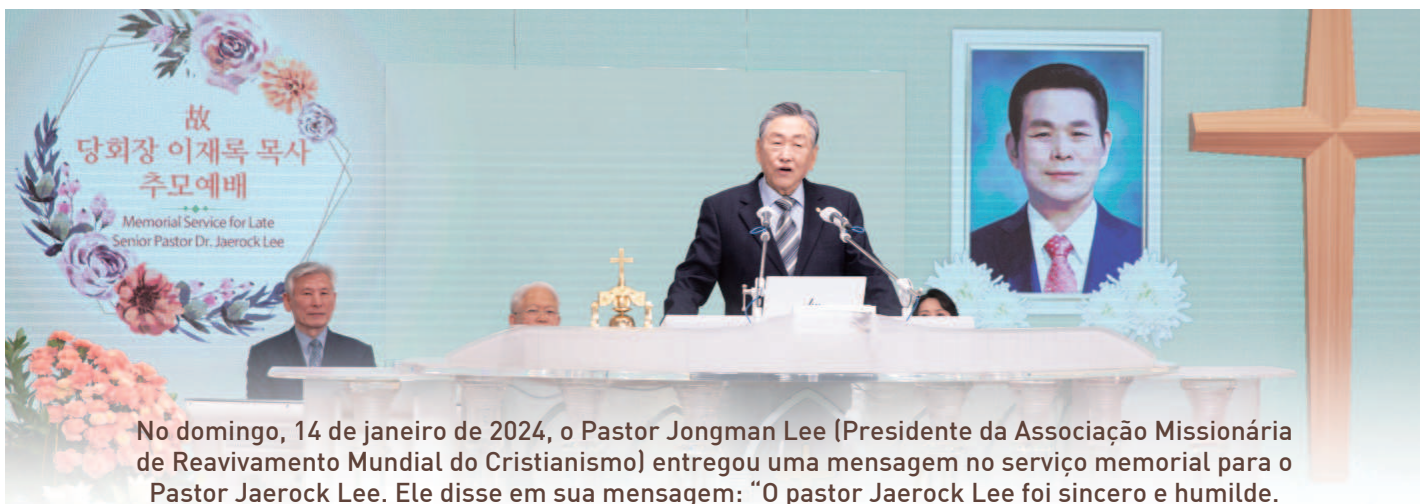 故
당회장 이재록 목사
추모예배
Memorial Service for Late
Senior Pastor Dr. Jaerock Lee
No domingo, 14 de janeiro de 2024, o Pastor Jongman Lee (Presidente da Associação Missionária
de Reavivamento Mundial do Cristianismo) entregou uma mensagem no serviço memorial para o
Pastor Jaerock Lee. Ele disse em sua mensagem: “O pastor Jaerock Lee foi sincero e humilde.